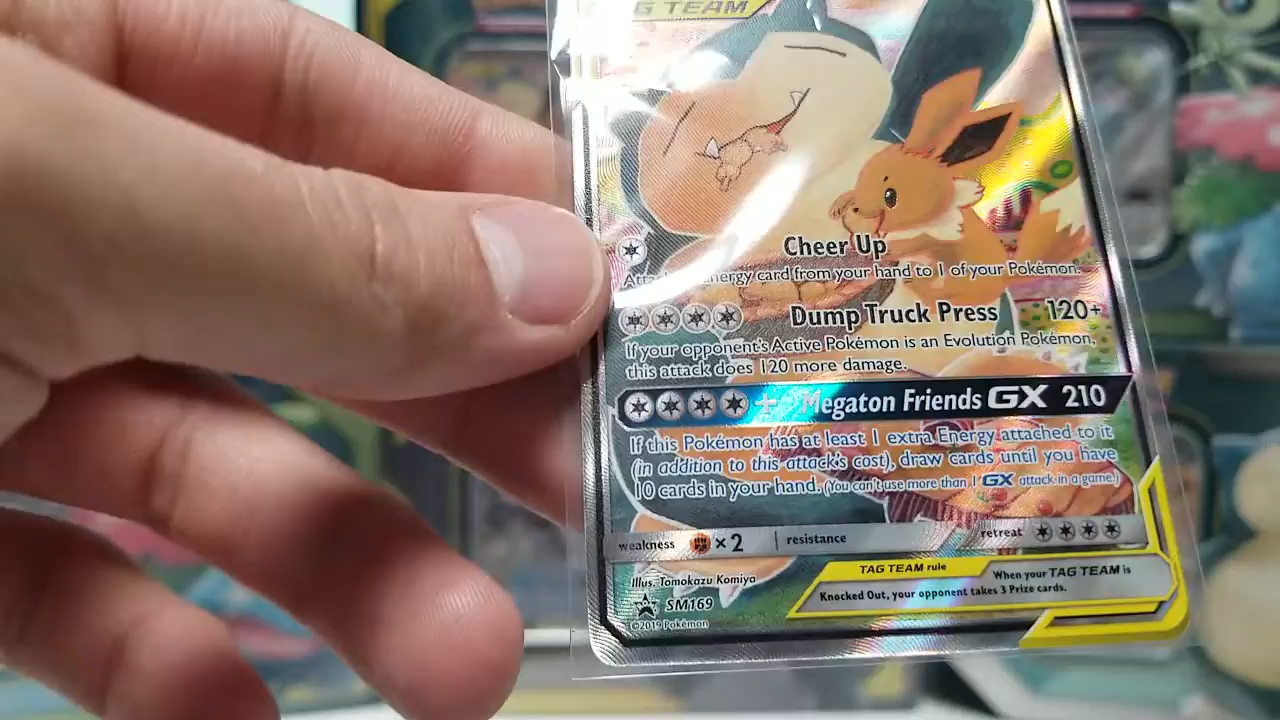 G TEAM
Cheer Up
energy card from your hand to 1 of your Pokémon.
Dump Truck Press 120+
If your opponent's Active Pokémon is an Evolution Pokémon,
this attack does 120 more damage.
+ Megaton Friends GX 210
If this Pokémon has at least 1 extra Energy attached to it
(in addition to this attack's cost), draw cards until you have
10 cards in your hand. (You can't use more than 1 GX attack in a game.)
weakness ×2 resistance retreat
Illus. Tomokazu Komiya
SM169
©2019 Pokémon
TAG TEAM rule
When your TAG TEAM is
Knocked Out, your opponent takes 3 Prize cards.